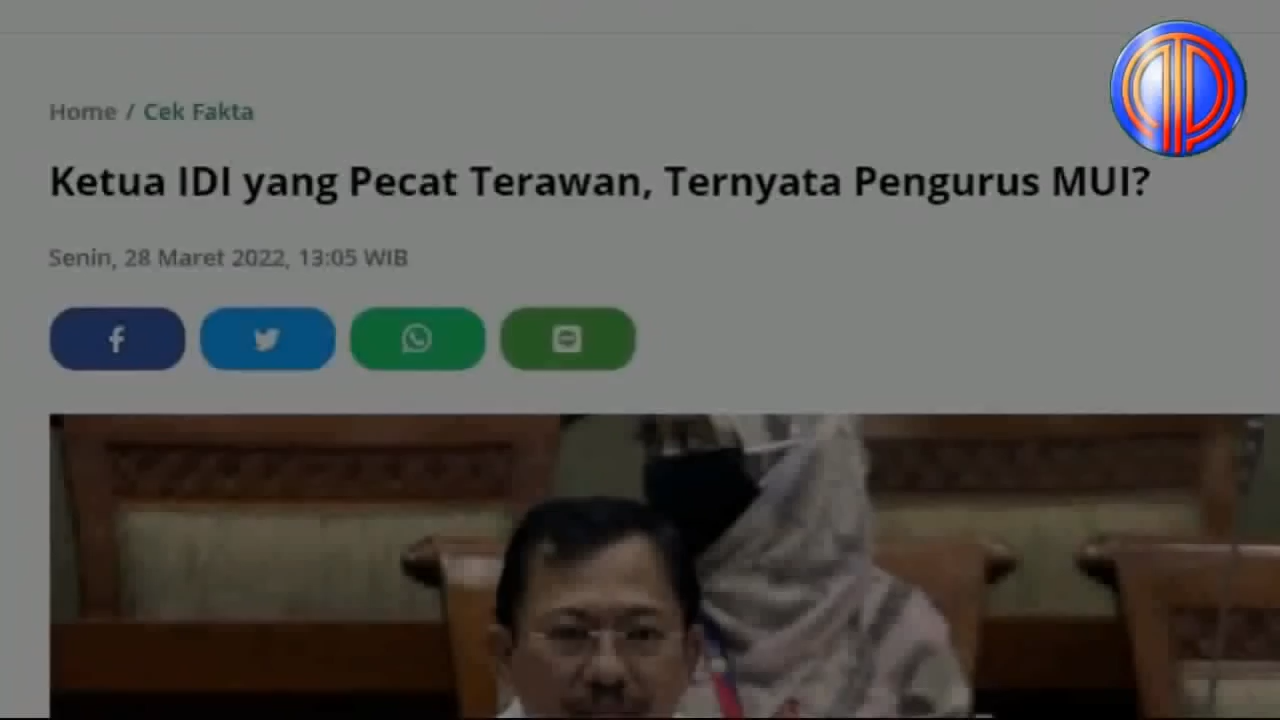 Home / Cek Fakta
Ketua IDI yang Pecat Terawan, Ternyata Pengurus MUI?
Senin, 28 Maret 2022, 13:05 WIB